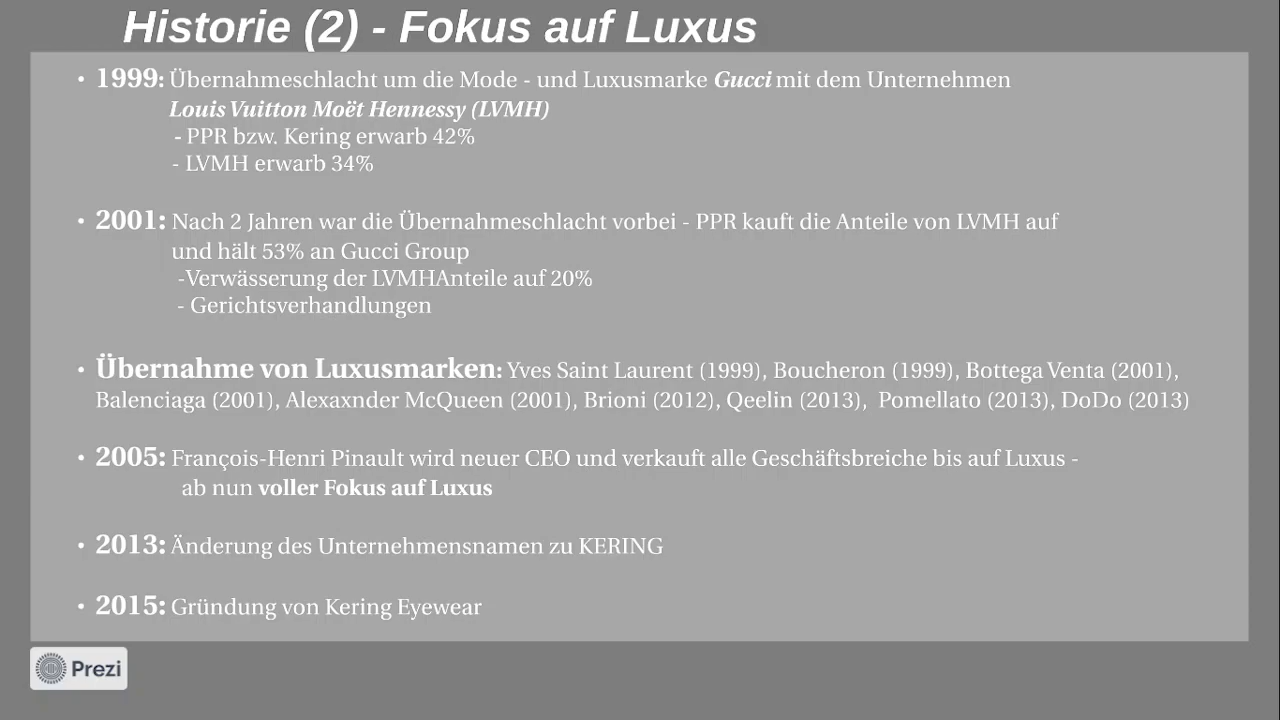 Historie (2) - Fokus auf Luxus
• 1999: Übernahmeschlacht um die Mode - und Luxusmarke Gucci mit dem Unternehmen
Louis Vuitton Moët Hennessy (LVMH)
- PPR bzw. Kering erwarb 42%
- LVMH erwarb 34%
• 2001: Nach 2 Jahren war die Übernahmeschlacht vorbei - PPR kauft die Anteile von LVMH auf
und hält 53% an Gucci Group
-Verwässerung der LVMHAnteile auf 20%
- Gerichtsverhandlungen
• Übernahme von Luxusmarken: Yves Saint Laurent (1999), Boucheron (1999), Bottega Venta (2001),
Balenciaga (2001), Alexaxnder McQueen (2001), Brioni (2012), Qeelin (2013), Pomellato (2013), DoDo (2013)
• 2005: François-Henri Pinault wird neuer CEO und verkauft alle Geschäftsbreiche bis auf Luxus -
ab nun voller Fokus auf Luxus
• 2013: Änderung des Unternehmensnamen zu KERING
• 2015: Gründung von Kering Eyewear
Prezi